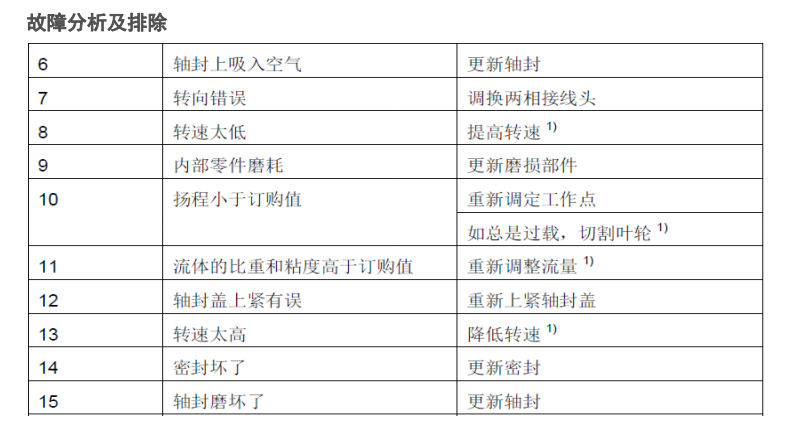 故障分析及排除
6 轴封上吸入空气 更新轴封
7 转向错误 调换两相接线头
8 转速太低 提高转速 1)
9 内部零件磨耗 更新磨损部件
10 扬程小于订购值 重新调定工作点
如总是过载，切割叶轮 1)
11 流体的比重和粘度高于订购值 重新调整流量 1)
12 轴封盖上紧有误 重新上紧轴封盖
13 转速太高 降低转速 1)
14 密封坏了 更新密封
15 轴封磨坏了 更新轴封